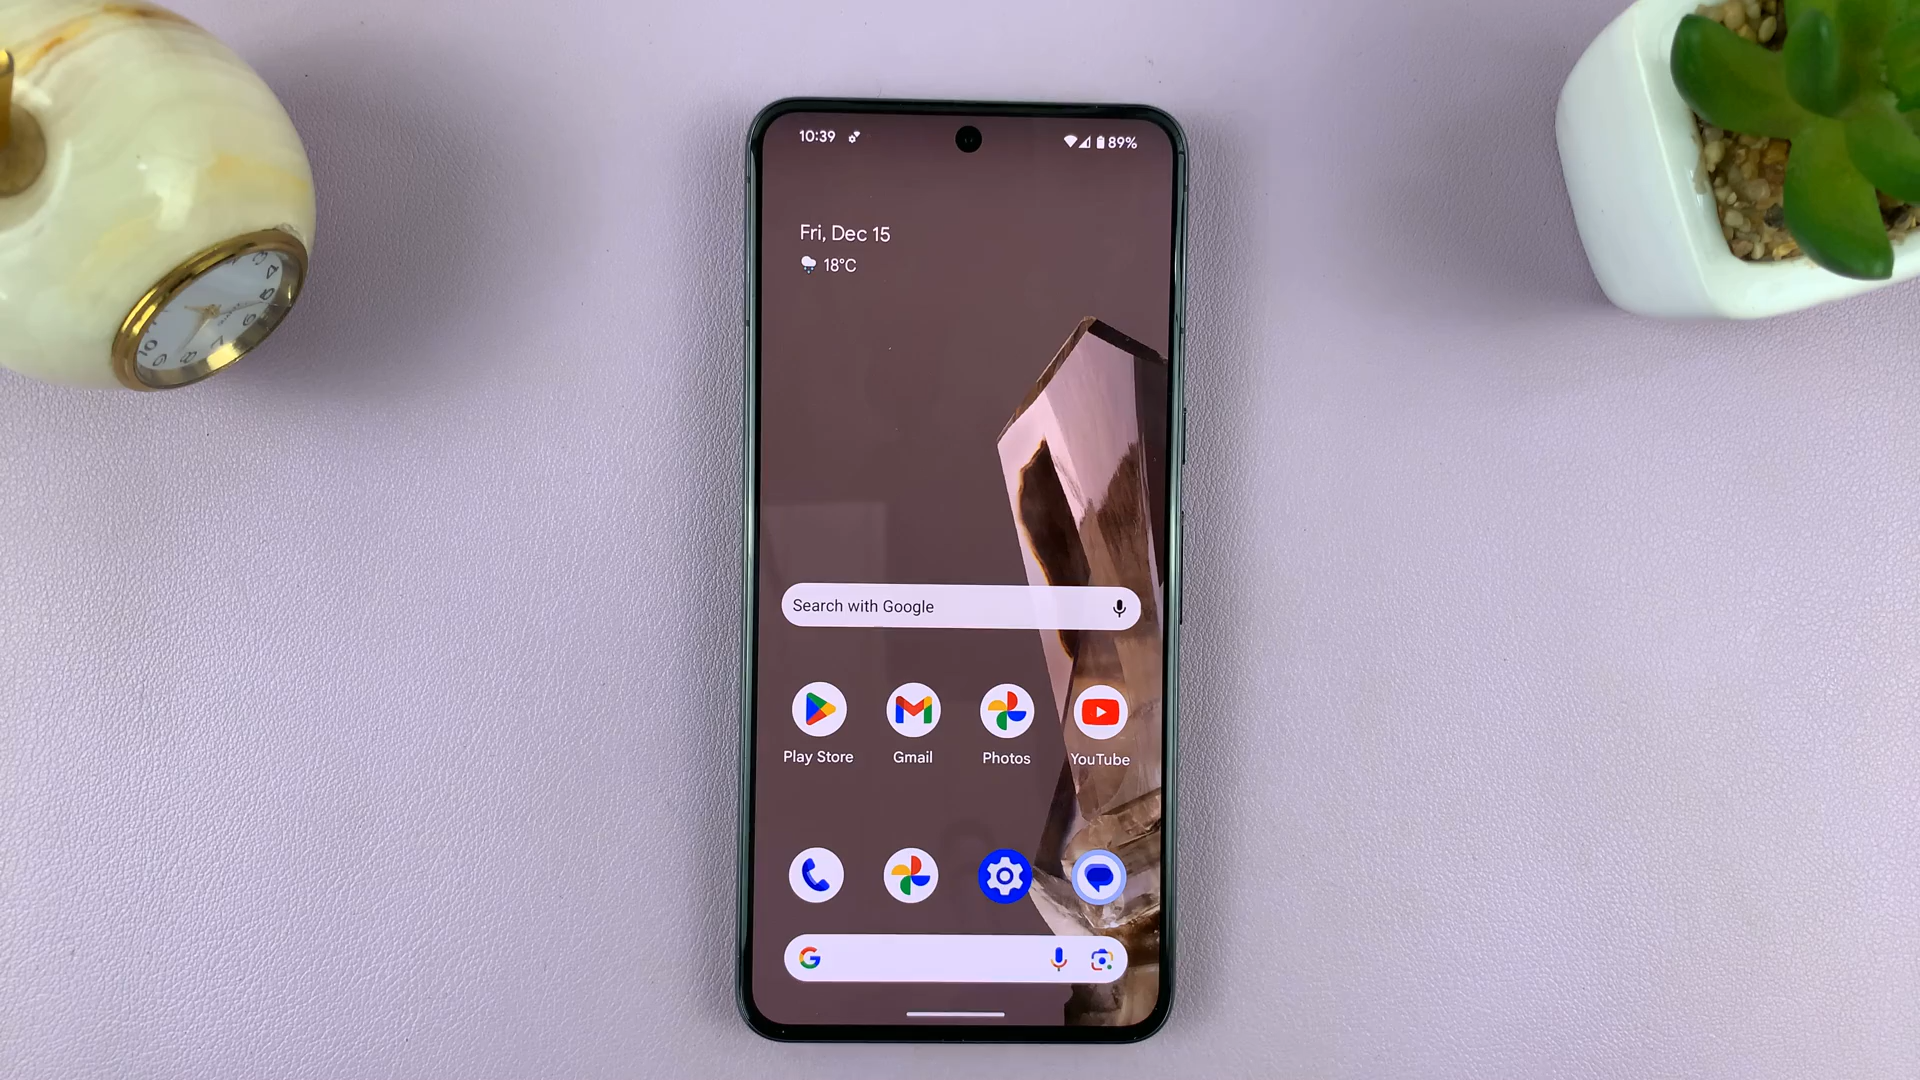 10:39
89%
Fri, Dec 15
18°C
Search with Google
Play Store
Gmail
Photos
YouTube